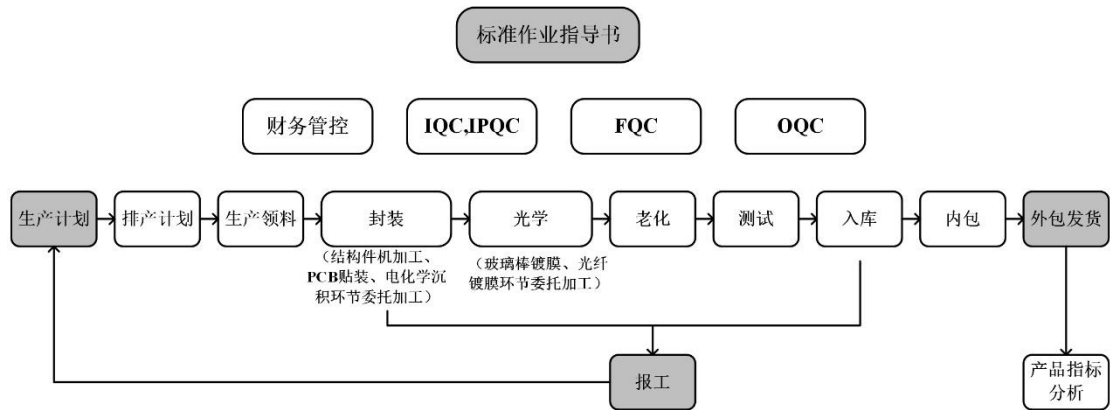 标准作业指导书
财务管控
IQC,IPQC
FQC
OQC
生产计划
排产计划
生产领料
封装
光学
老化
测试
入库
内包
外包发货
（结构件机加工、
PCB贴装、电化学沉
积环节委托加工）
（玻璃棒镀膜、光纤
镀膜环节委托加工）
报工
产品指标
分析